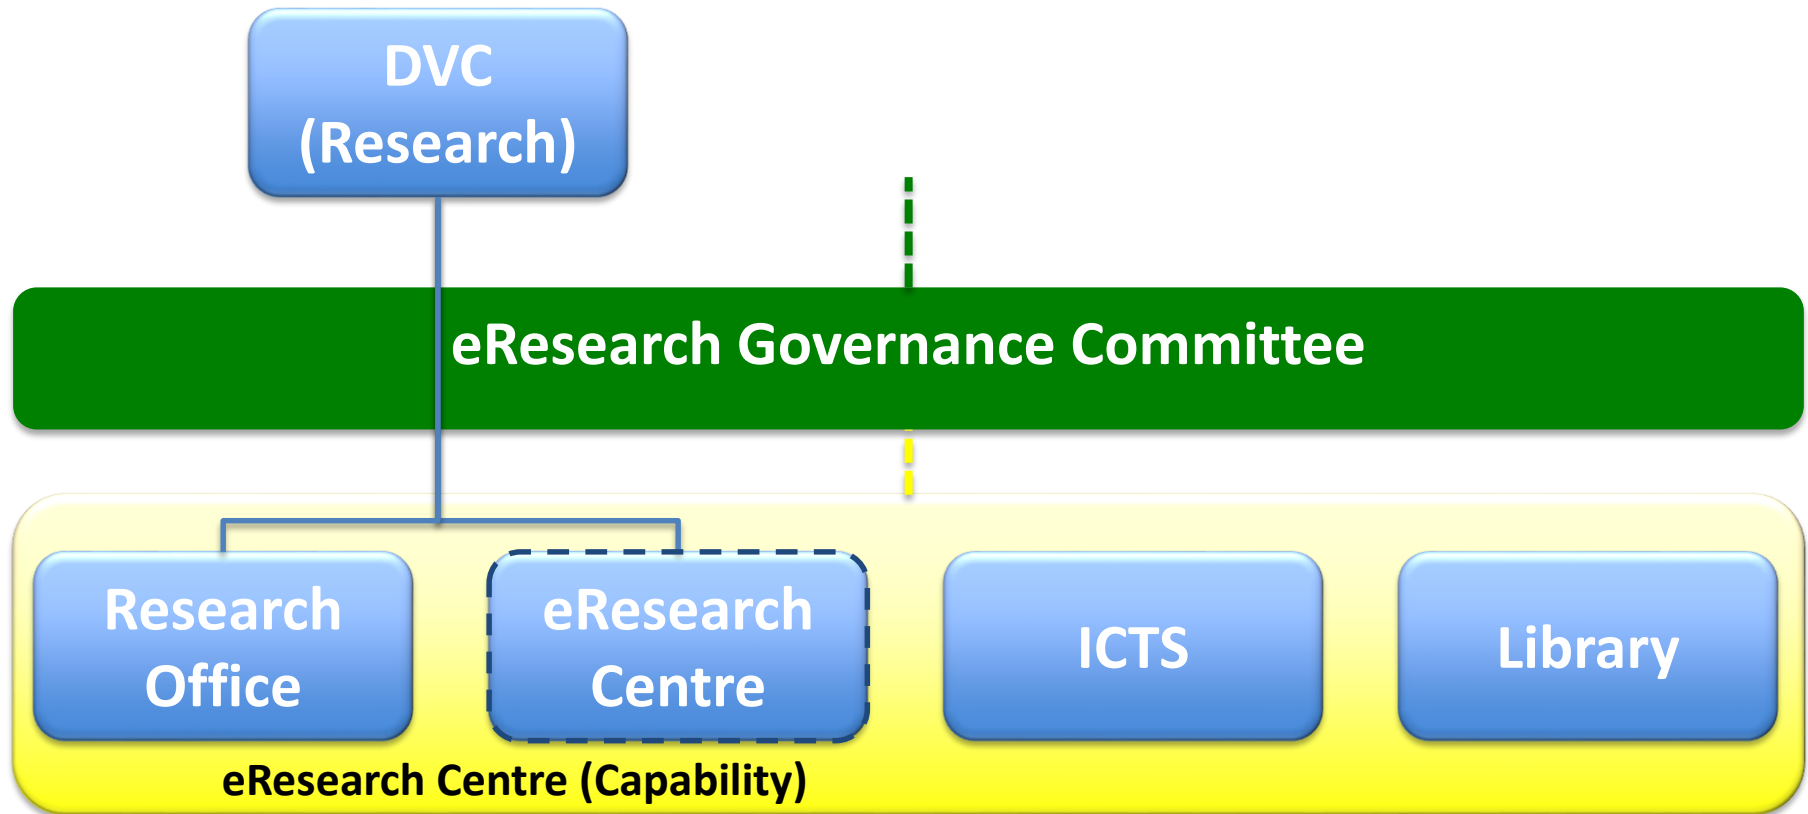 DVC
(Research)
eResearch Governance Committee
Research
Office
eResearch
Centre
ICTS
Library
eResearch Centre (Capability)